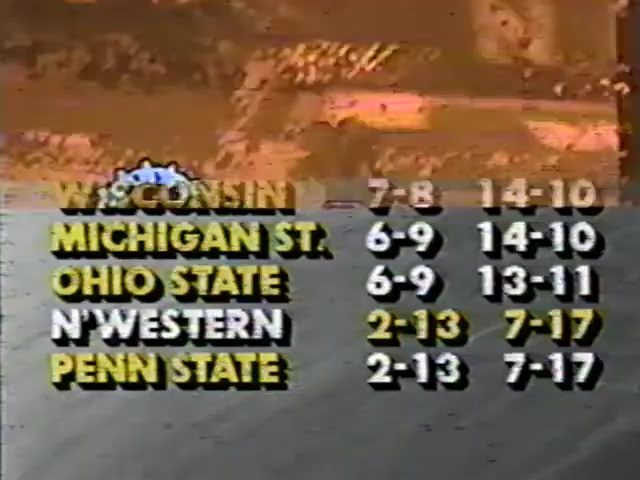 WISCONSIN 7-8 14-10
MICHIGAN ST. 6-9 14-10
OHIO STATE 6-9 13-11
N'WESTERN 2-13 7-17
PENN STATE 2-13 7-17